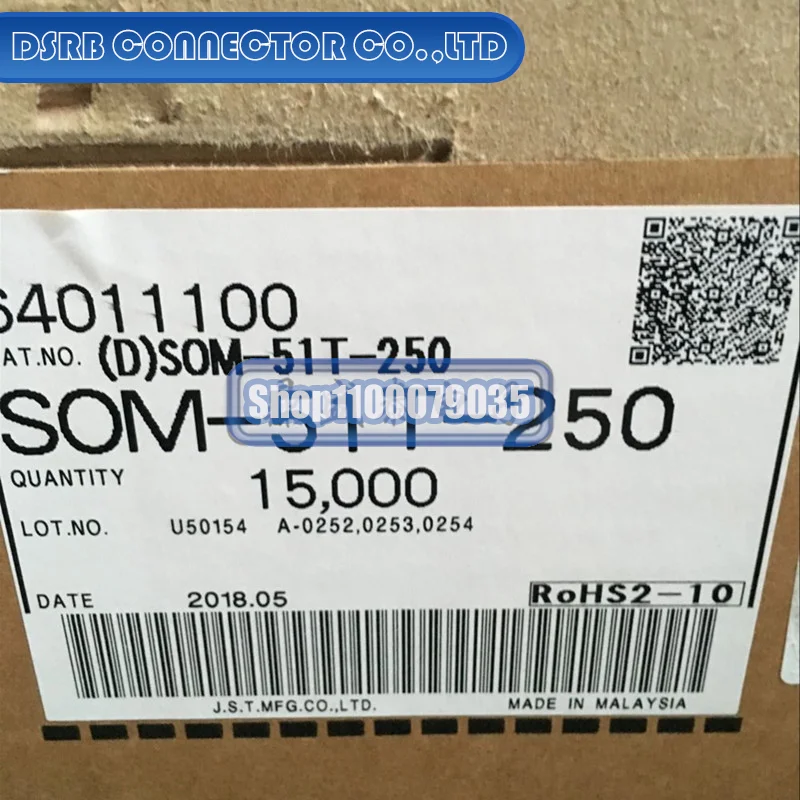 DSRB CONNECTOR CO.,LTD
64011100
AT.NO. (D)SOM-51T-250
Shop1106079035
SOM-51T-250
QUANTITY 15,000
LOT.NO. U50154 A-0252,0253,0254
DATE 2018.05 RoHS2-10
J.S.T.MFG.CO.,LTD. MADE IN MALAYSIA